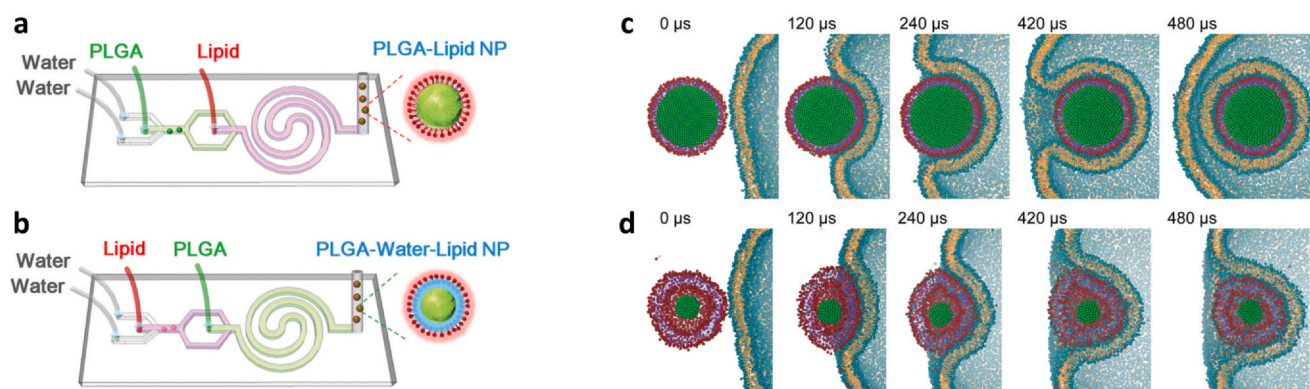 a
PLGA
Lipid
PLGA-Lipid NP
Water
Water
b
Lipid
PLGA
PLGA-Water-Lipid NP
Water
Water
c
0 µs
120 µs
240 µs
420 µs
480 µs
d
0 µs
120 µs
240 µs
420 µs
480 µs